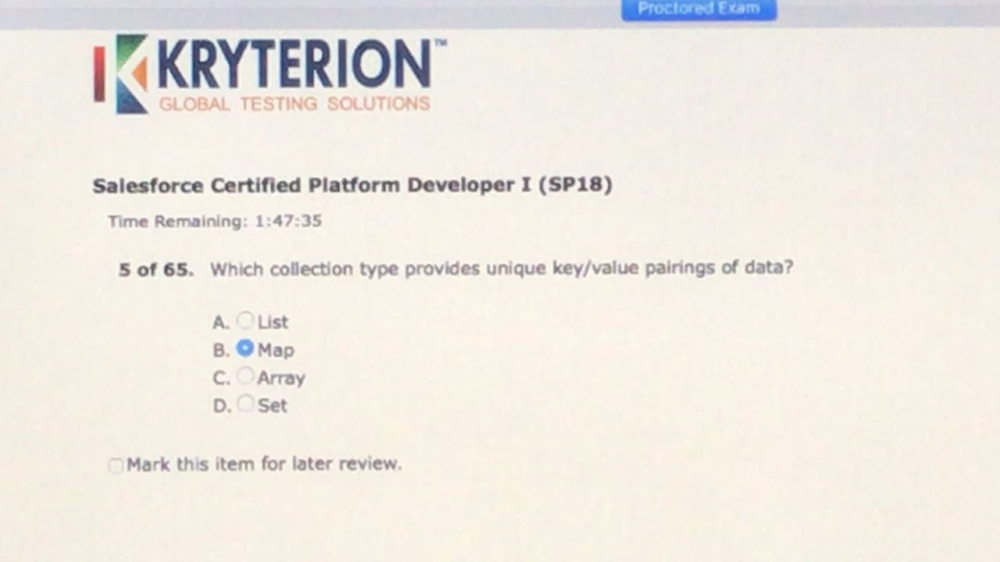 Proctored Exam
KRYTERION™
GLOBAL TESTING SOLUTIONS
Salesforce Certified Platform Developer I (SP18)
Time Remaining: 1:47:35
5 of 65. Which collection type provides unique key/value pairings of data?
A. List
B. Map
C. Array
D. Set
Mark this item for later review.